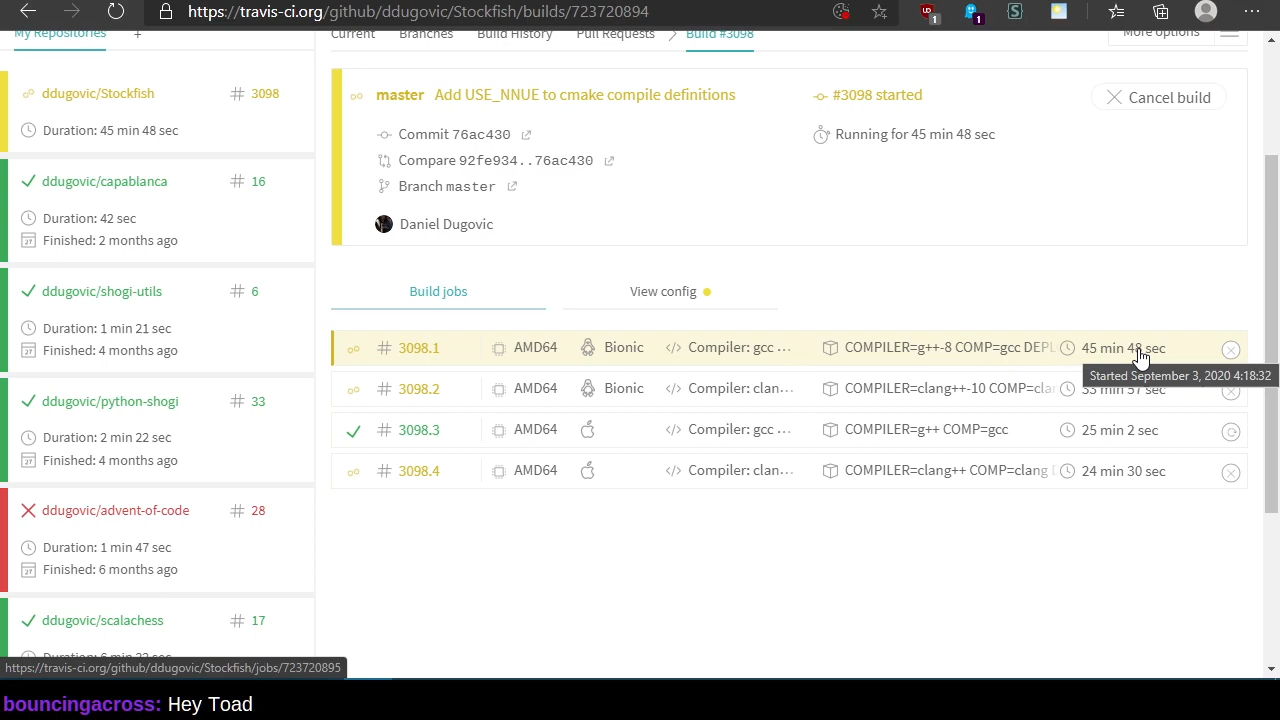 https://travis-ci.org/github/ddugovic/Stockfish/builds/723720894
1
1
My Repositories +
Current Branches Build History Pull Requests Build #3098 More options
ddugovic/Stockfish # 3098
Duration: 45 min 48 sec
ddugovic/capablanca # 16
Duration: 42 sec
Finished: 2 months ago
ddugovic/shogi-utils # 6
Duration: 1 min 21 sec
Finished: 4 months ago
ddugovic/python-shogi # 33
Duration: 2 min 22 sec
Finished: 4 months ago
ddugovic/advent-of-code # 28
Duration: 1 min 47 sec
Finished: 6 months ago
ddugovic/scalachess # 17
master Add USE_NNUE to cmake compile definitions
#3098 started
Cancel build
Commit 76ac430
Running for 45 min 48 sec
Compare 92fe934..76ac430
Branch master
Daniel Dugovic
Build jobs View config
# 3098.1 AMD64 Bionic </> Compiler: gcc ... COMPILER=g++-8 COMP=gcc DEPL 45 min 48 sec
Started September 3, 2020 4:18:32
# 3098.2 AMD64 Bionic </> Compiler: clan... COMPILER=clang++-10 COMP=cla 33 min 57 sec
# 3098.3 AMD64 </> Compiler: gcc ... COMPILER=g++ COMP=gcc 25 min 2 sec
# 3098.4 AMD64 </> Compiler: clan... COMPILER=clang++ COMP=clang 24 min 30 sec
https://travis-ci.org/github/ddugovic/Stockfish/jobs/723720895
bouncingacross: Hey Toad